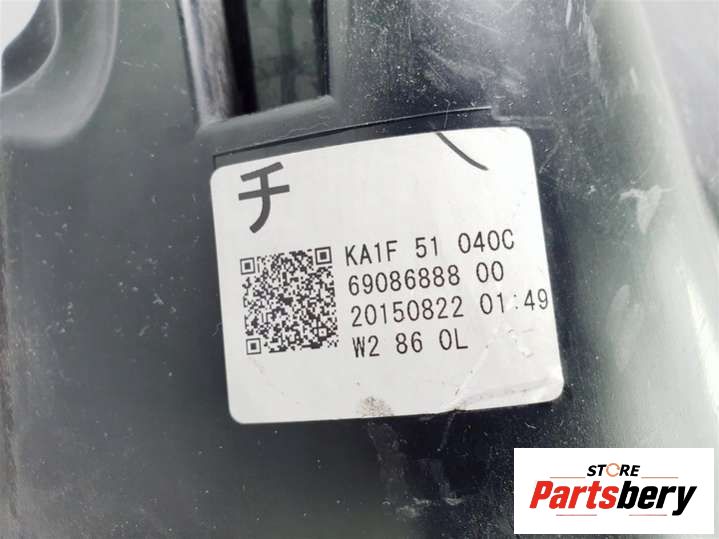 チ
KA1F 51 040C
69086888 00
20150822 01:49
W2 86 0L
STORE
Partsbery